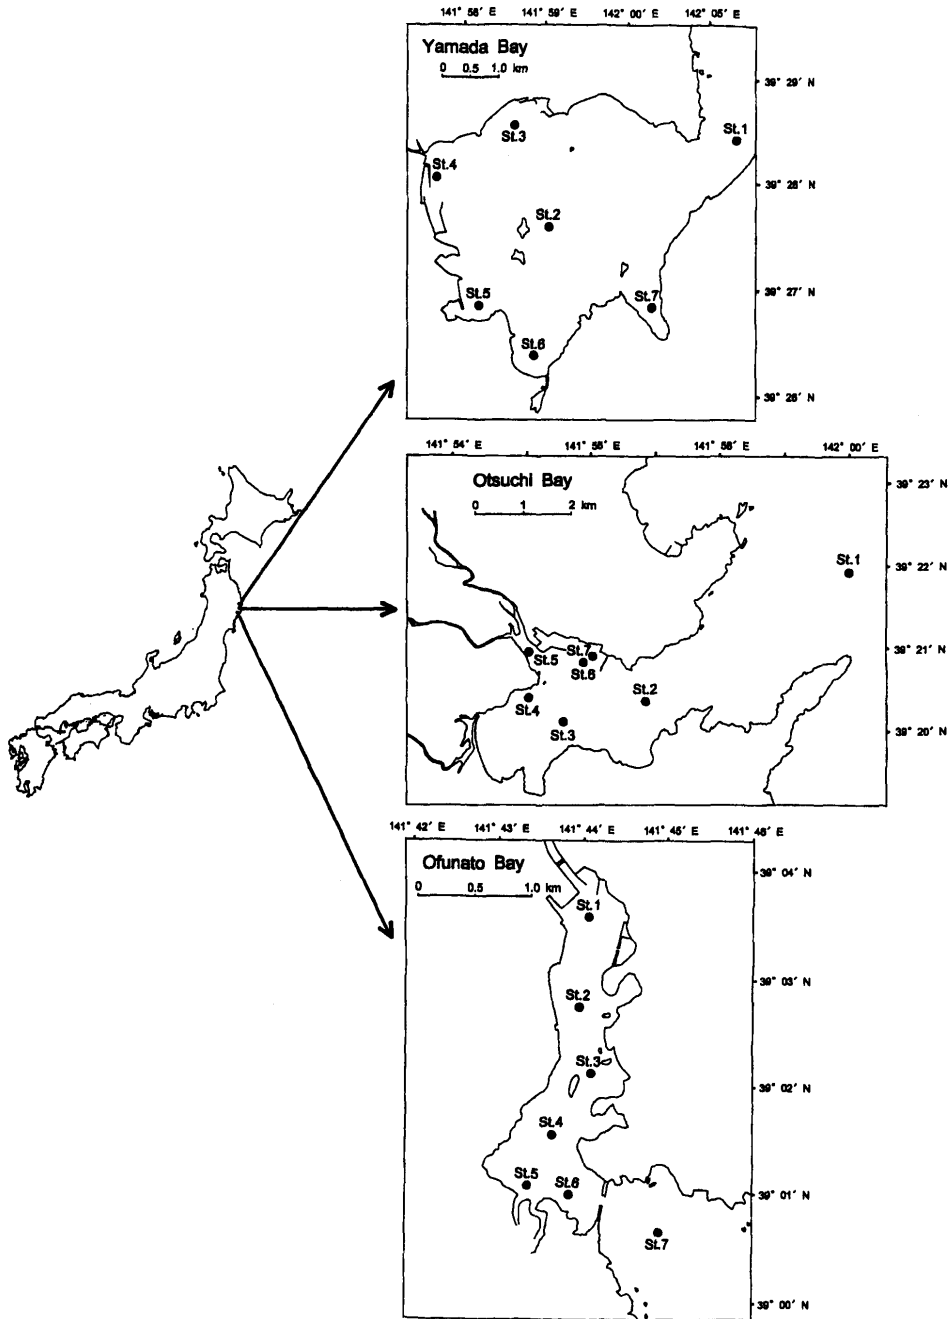 141° 56′ E 141° 59′ E 142° 00′ E 142° 05′ E
Yamada Bay
0 0.5 1.0 km
39° 29′ N
St.1
St.3
St.4
39° 28′ N
St.2
39° 27′ N
St.5
St.7
St.6
39° 26′ N
141° 54′ E 141° 56′ E 141° 58′ E 142° 00′ E
Otsuchi Bay
0 1 2 km
39° 23′ N
St.1
39° 22′ N
St.7
St.5
St.6
39° 21′ N
St.2
St.4
St.3
39° 20′ N
141° 42′ E 141° 43′ E 141° 44′ E 141° 45′ E 141° 46′ E
Ofunato Bay
0 0.5 1.0 km
39° 04′ N
St.1
39° 03′ N
St.2
St.3
39° 02′ N
St.4
St.5
St.6
39° 01′ N
St.7
39° 00′ N